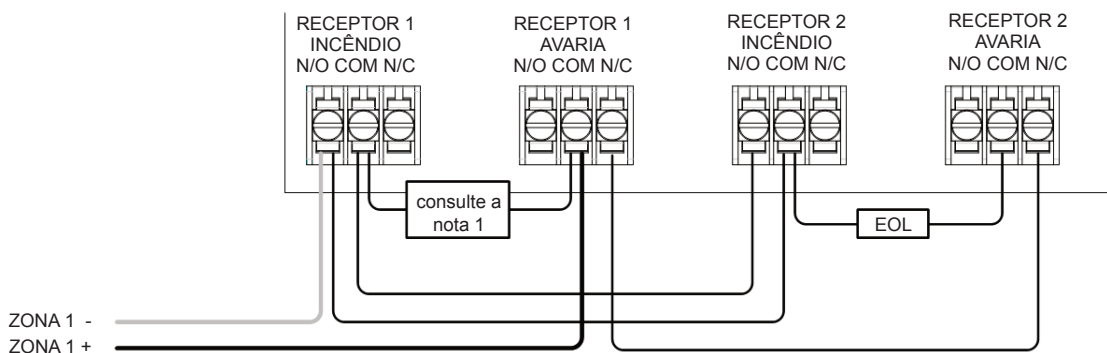 RECEPTOR 1
INCÊNDIO
N/O COM N/C
RECEPTOR 1
AVARIA
N/O COM N/C
RECEPTOR 2
INCÊNDIO
N/O COM N/C
RECEPTOR 2
AVARIA
N/O COM N/C
consulte a
nota 1
EOL
ZONA 1 -
ZONA 1 +